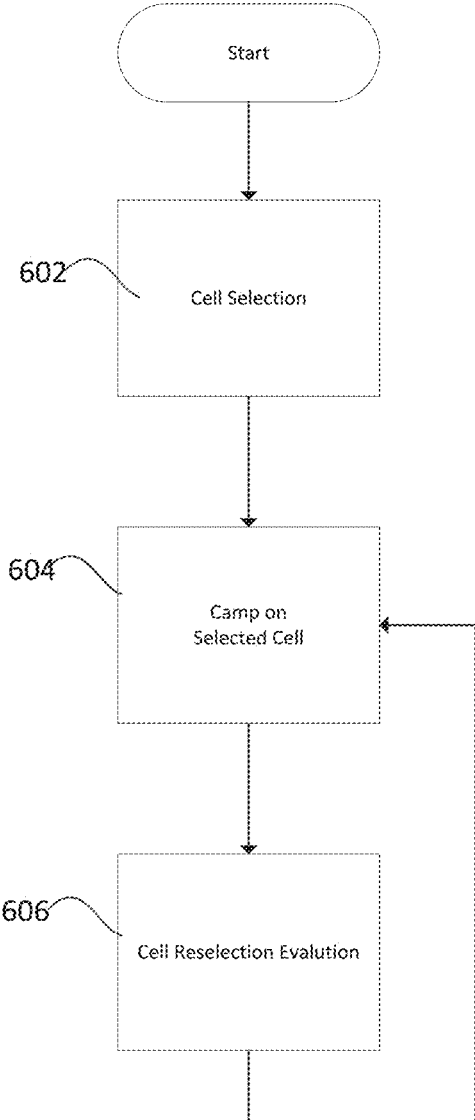 Start
602
Cell Selection
604
Camp on
Selected Cell
606
Cell Reselection Evalution